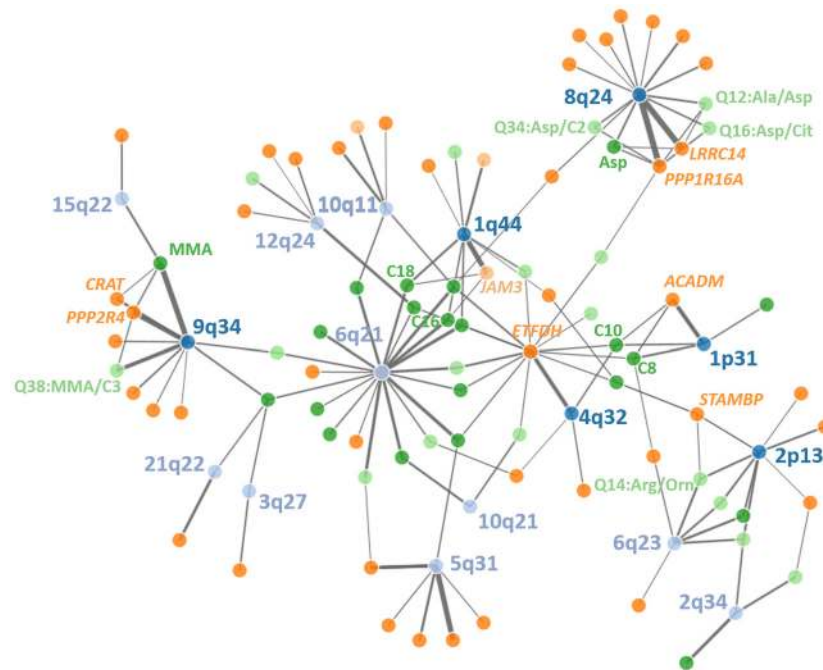 8q24
Q12:Ala/Asp
Q34:Asp/C2
Q16:Asp/Cit
Asp
LRRC14
PPP1R16A
15q22
10q11
12q24
1q44
MMA
C18
JAM3
CRAT
PPP2R4
9q34
C16
6q21
ETFDH
C10
ACADM
C8
1p31
Q38:MMA/C3
4q32
STAMBP
2p13
21q22
3q27
Q14:Arg/Orn
10q21
6q23
5q31
2q34